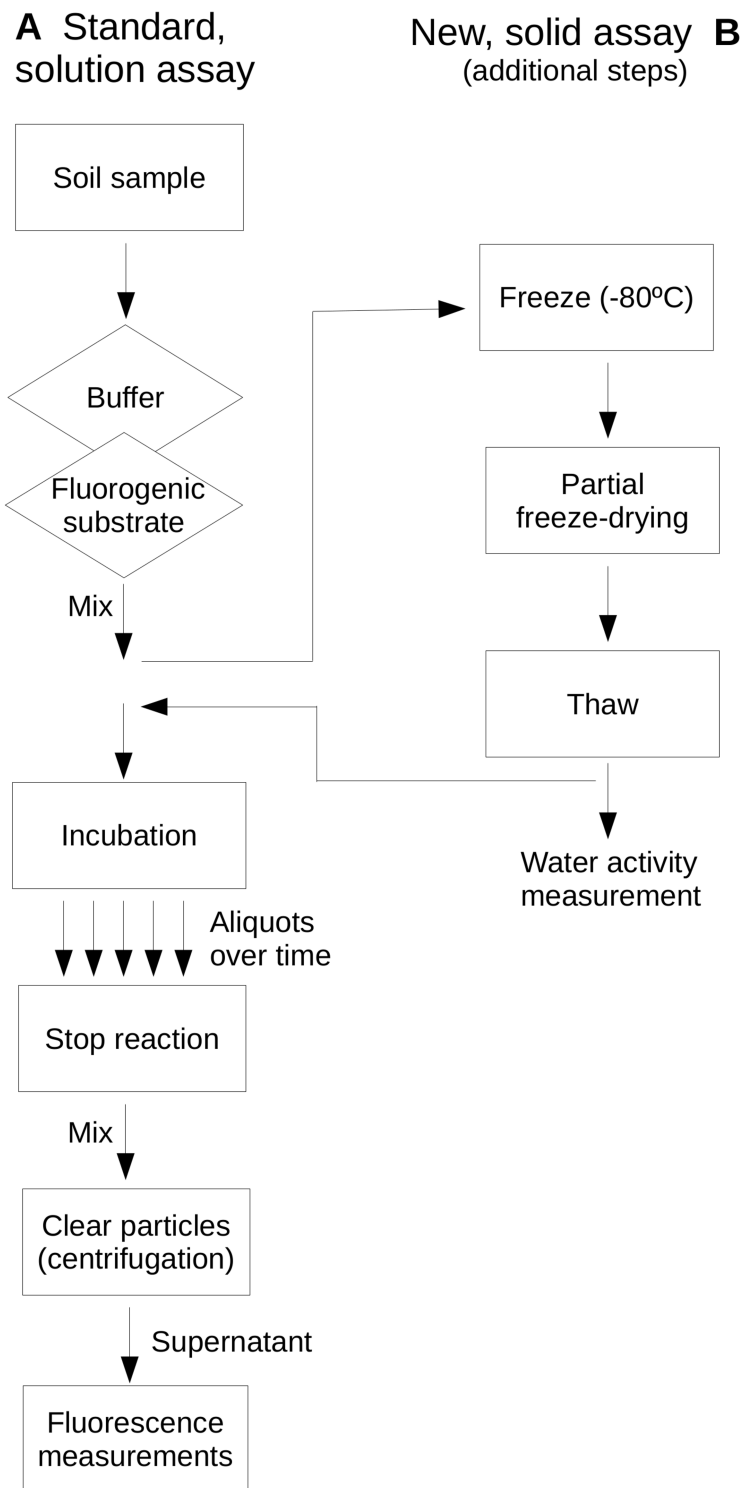 A Standard,
solution assay
New, solid assay B
(additional steps)
Soil sample
Buffer
Fluorogenic
substrate
Mix
Freeze (-80ºC)
Partial
freeze-drying
Thaw
Water activity
measurement
Incubation
Aliquots
over time
Stop reaction
Mix
Clear particles
(centrifugation)
Supernatant
Fluorescence
measurements